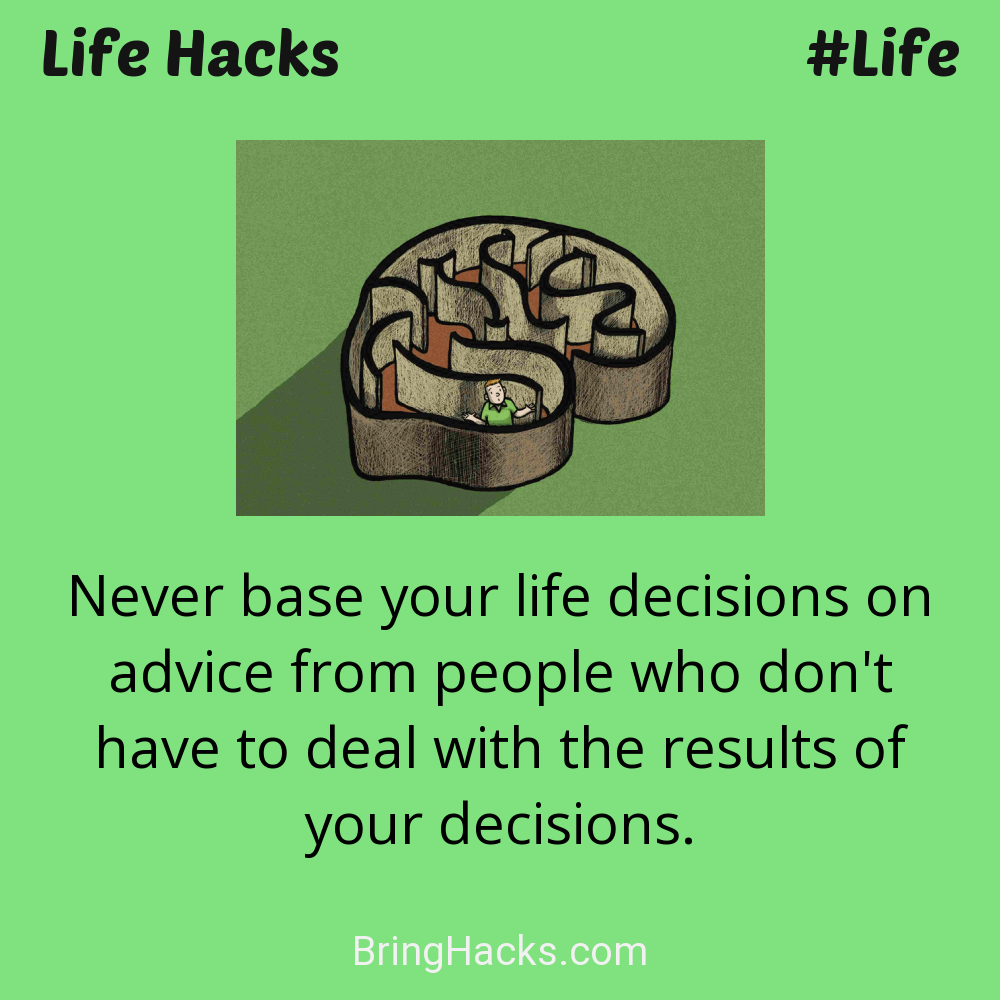 Life Hacks
#Life
Never base your life decisions on
advice from people who don't
have to deal with the results of
your decisions.
BringHacks.com